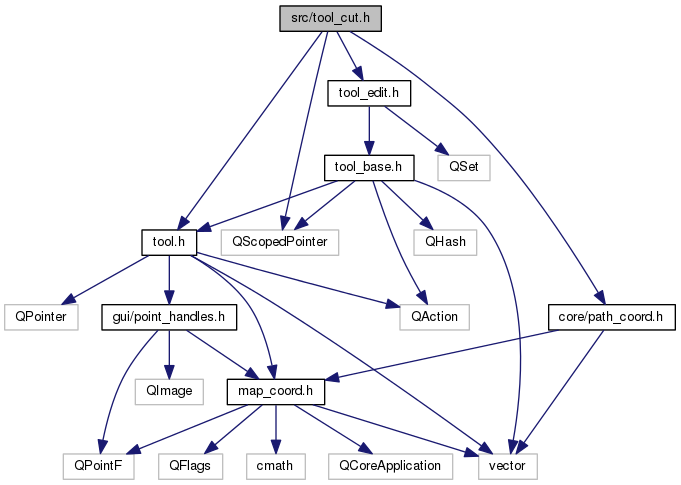 src/tool_cut.h
tool_edit.h
tool_base.h
QSet
tool.h
QScopedPointer
QHash
QPointer
gui/point_handles.h
QAction
core/path_coord.h
QImage
map_coord.h
QPointF
QFlags
cmath
QCoreApplication
vector